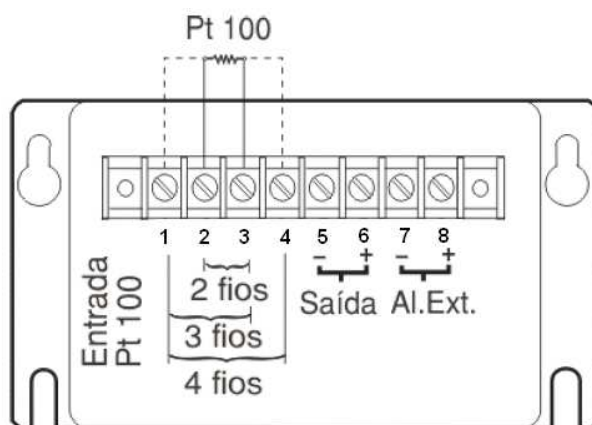 Pt 100
1 2 3 4 5 6 7 8
- + - +
Entrada
Pt 100
2 fios
3 fios
4 fios
Saída
Al.Ext.